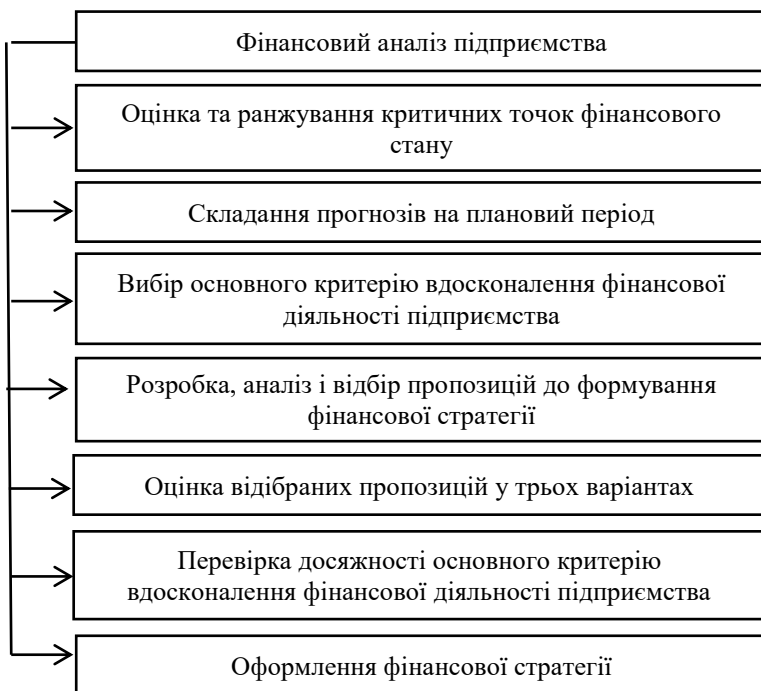 Фінансовий аналіз підприємства
Оцінка та ранжування критичних точок фінансового
стану
Складання прогнозів на плановий період
Вибір основного критерію вдосконалення фінансової
діяльності підприємства
Розробка, аналіз і відбір пропозицій до формування
фінансової стратегії
Оцінка відібраних пропозицій у трьох варіантах
Перевірка досяжності основного критерію
вдосконалення фінансової діяльності підприємства
Оформлення фінансової стратегії